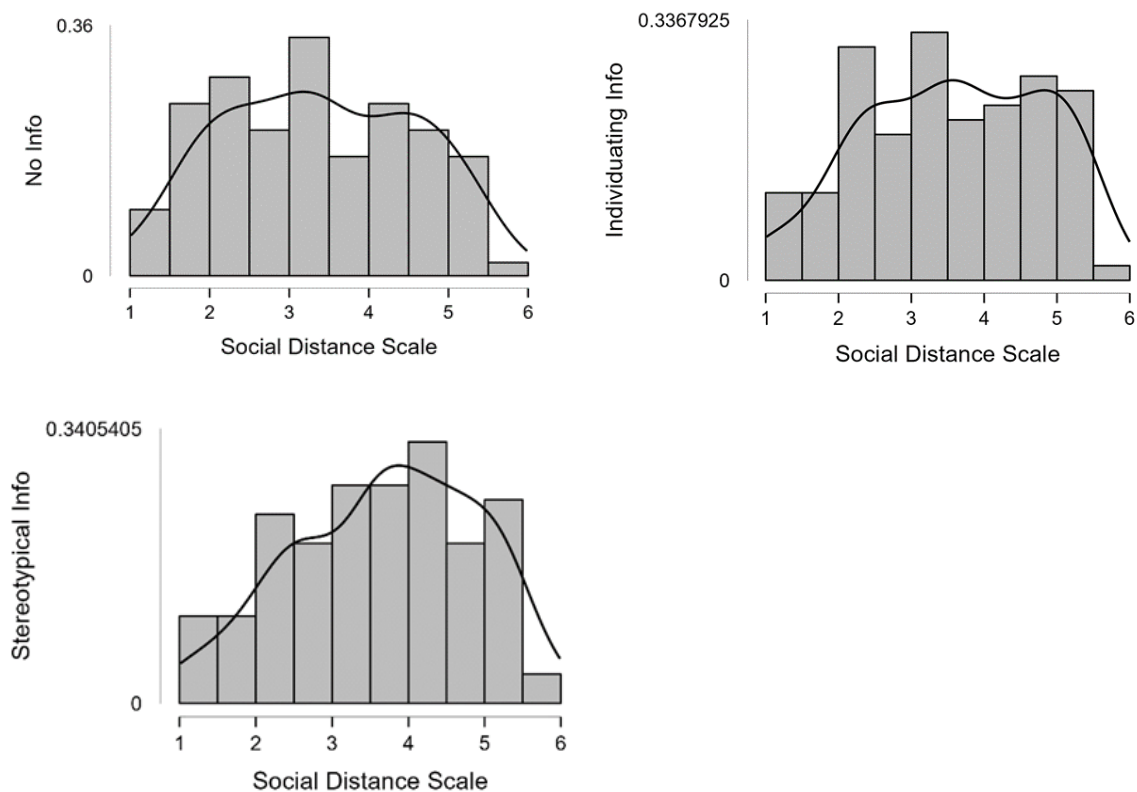 0.36
No Info
0
1 2 3 4 5 6
Social Distance Scale
0.3367925
Individuating Info
0
1 2 3 4 5 6
Social Distance Scale
0.3405405
Stereotypical Info
0
1 2 3 4 5 6
Social Distance Scale